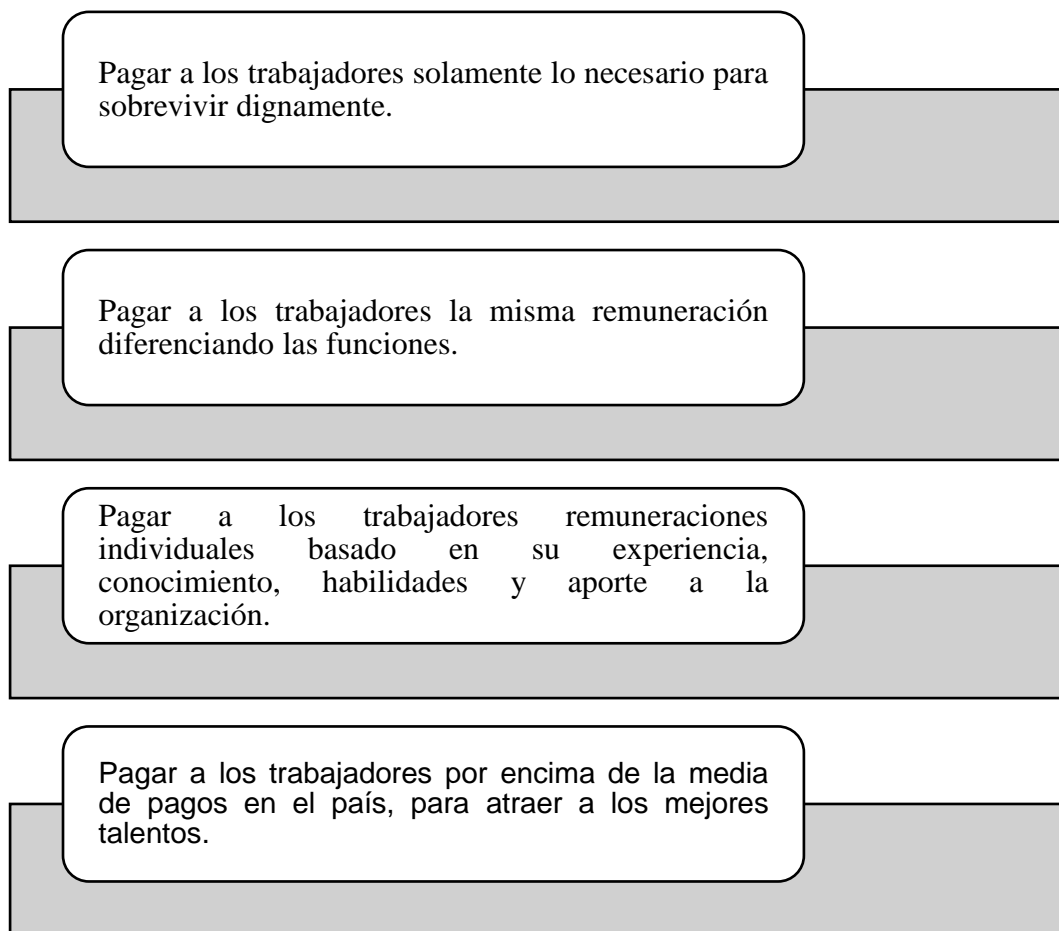 Pagar a los trabajadores solamente lo necesario para
sobrevivir dignamente.
Pagar a los trabajadores la misma remuneración
diferenciando las funciones.
Pagar a los trabajadores remuneraciones
individuales basado en su experiencia,
conocimiento, habilidades y aporte a la
organización.
Pagar a los trabajadores por encima de la media
de pagos en el país, para atraer a los mejores
talentos.